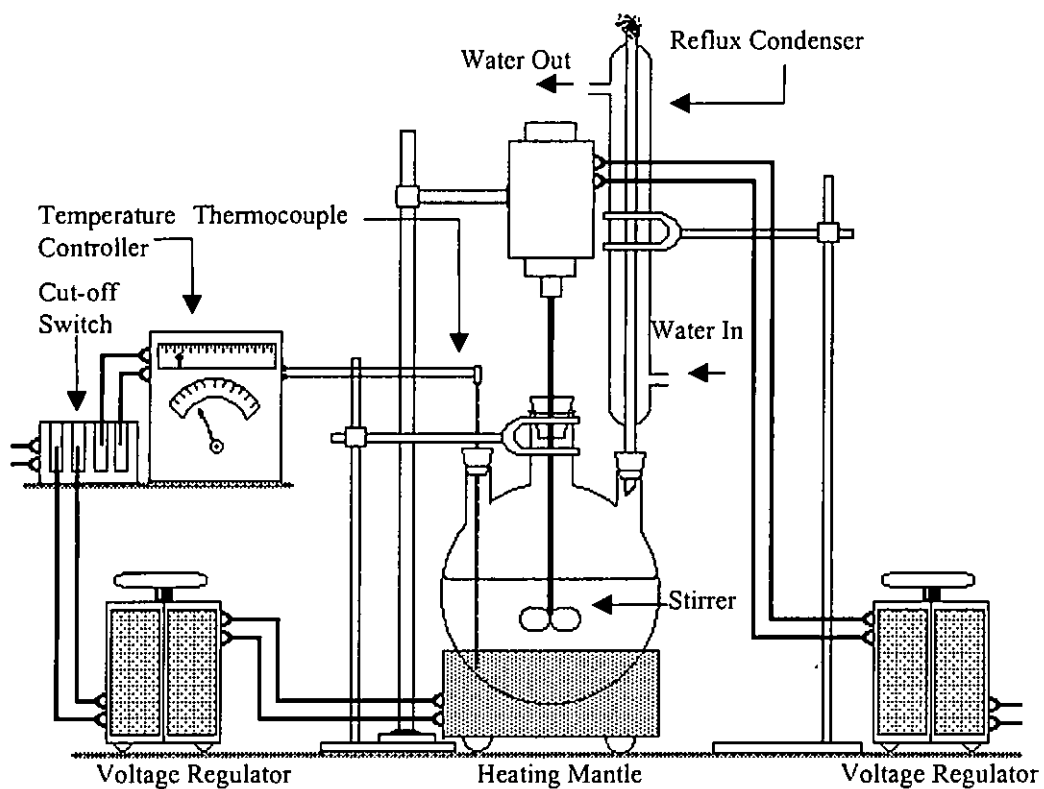 Reflux Condenser
Water Out
Temperature Thermocouple
Controller
Cut-off
Switch
Water In
Stirrer
Voltage Regulator
Heating Mantle
Voltage Regulator